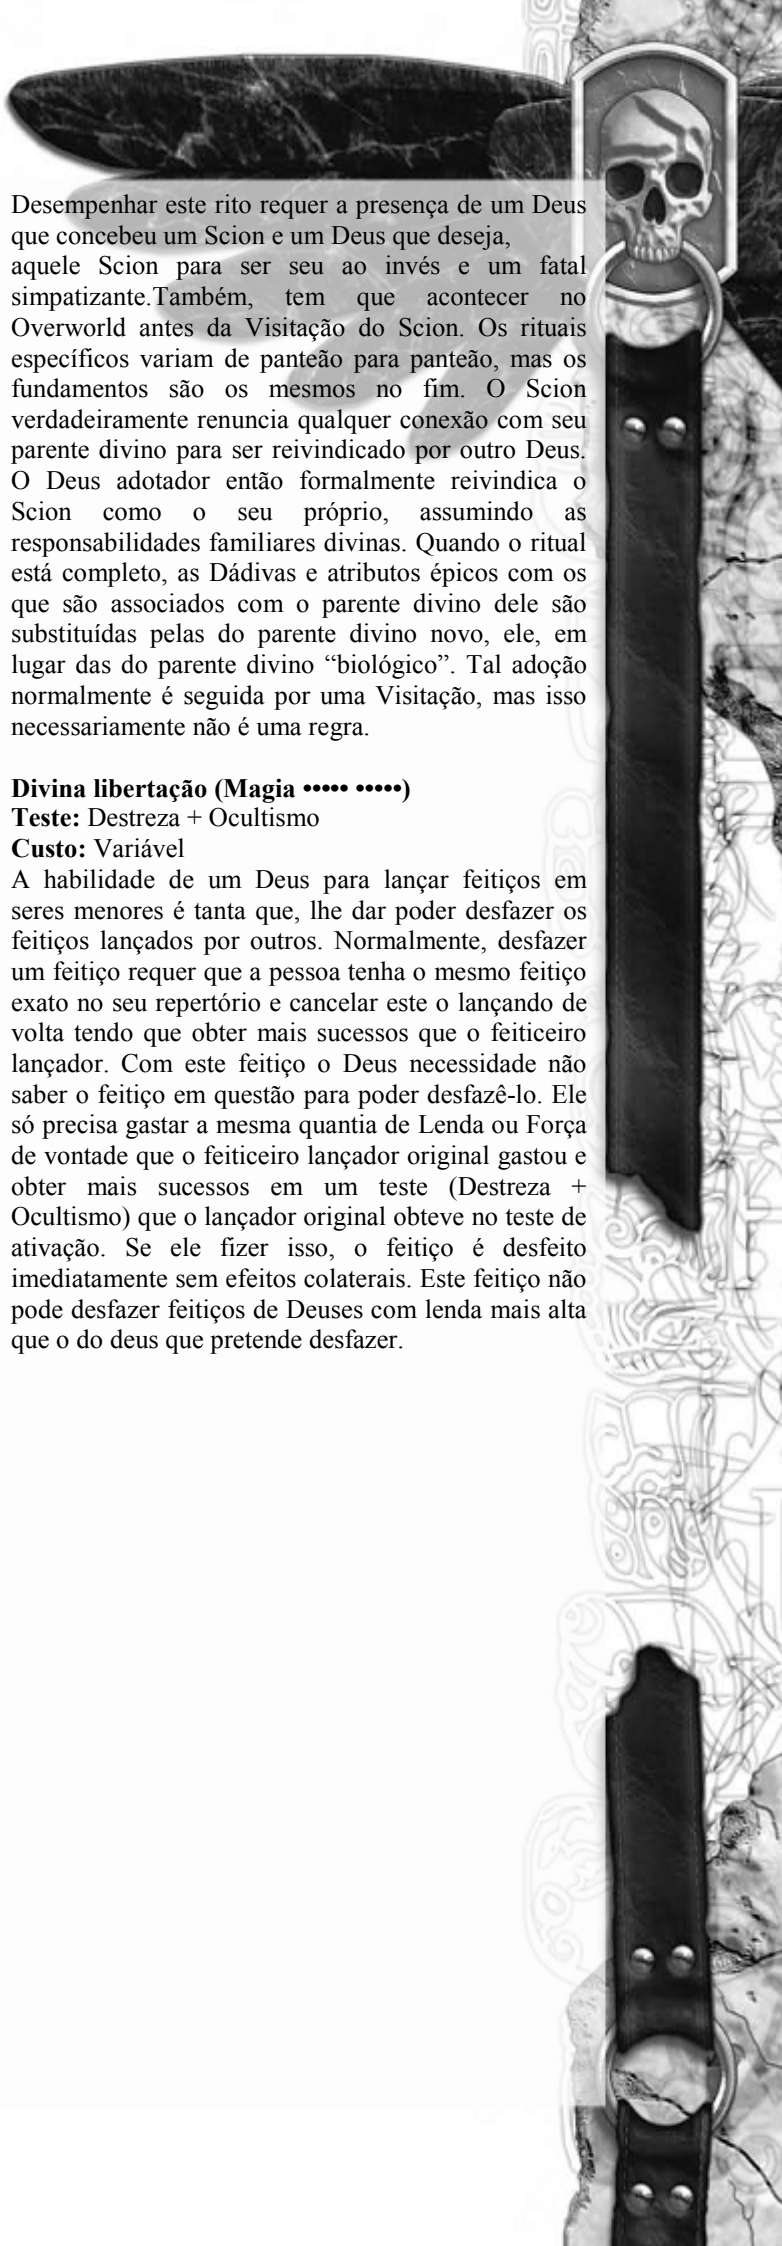 Desempenhar este rito requer a presença de um Deus
que concebeu um Scion e um Deus que deseja,
aquele Scion para ser seu ao invés e um fatal
simpatizante.Também, tem que acontecer no
Overworld antes da Visitação do Scion. Os rituais
específicos variam de panteão para panteão, mas os
fundamentos são os mesmos no fim. O Scion
verdadeiramente renuncia qualquer conexão com seu
parente divino para ser reivindicado por outro Deus.
O Deus adotador então formalmente reivindica o
Scion como o seu próprio, assumindo as
responsabilidades familiares divinas. Quando o ritual
está completo, as Dádivas e atributos épicos com os
que são associados com o parente divino dele são
substituídas pelas do parente divino novo, ele, em
lugar das do parente divino “biológico”. Tal adoção
normalmente é seguida por uma Visitação, mas isso
necessariamente não é uma regra.
Divina libertação (Magia ••••• •••••)
Teste: Destreza + Ocultismo
Custo: Variável
A habilidade de um Deus para lançar feitiços em
seres menores é tanta que, lhe dar poder desfazer os
feitiços lançados por outros. Normalmente, desfazer
um feitiço requer que a pessoa tenha o mesmo feitiço
exato no seu repertório e cancelar este o lançando de
volta tendo que obter mais sucessos que o feiticeiro
lançador. Com este feitiço o Deus necessidade não
saber o feitiço em questão para poder desfazê-lo. Ele
só precisa gastar a mesma quantia de Lenda ou Força
de vontade que o feiticeiro lançador original gastou e
obter mais sucessos em um teste (Destreza +
Ocultismo) que o lançador original obteve no teste de
ativação. Se ele fizer isso, o feitiço é desfeito
imediatamente sem efeitos colaterais. Este feitiço não
pode desfazer feitiços de Deuses com lenda mais alta
que o do deus que pretende desfazer.